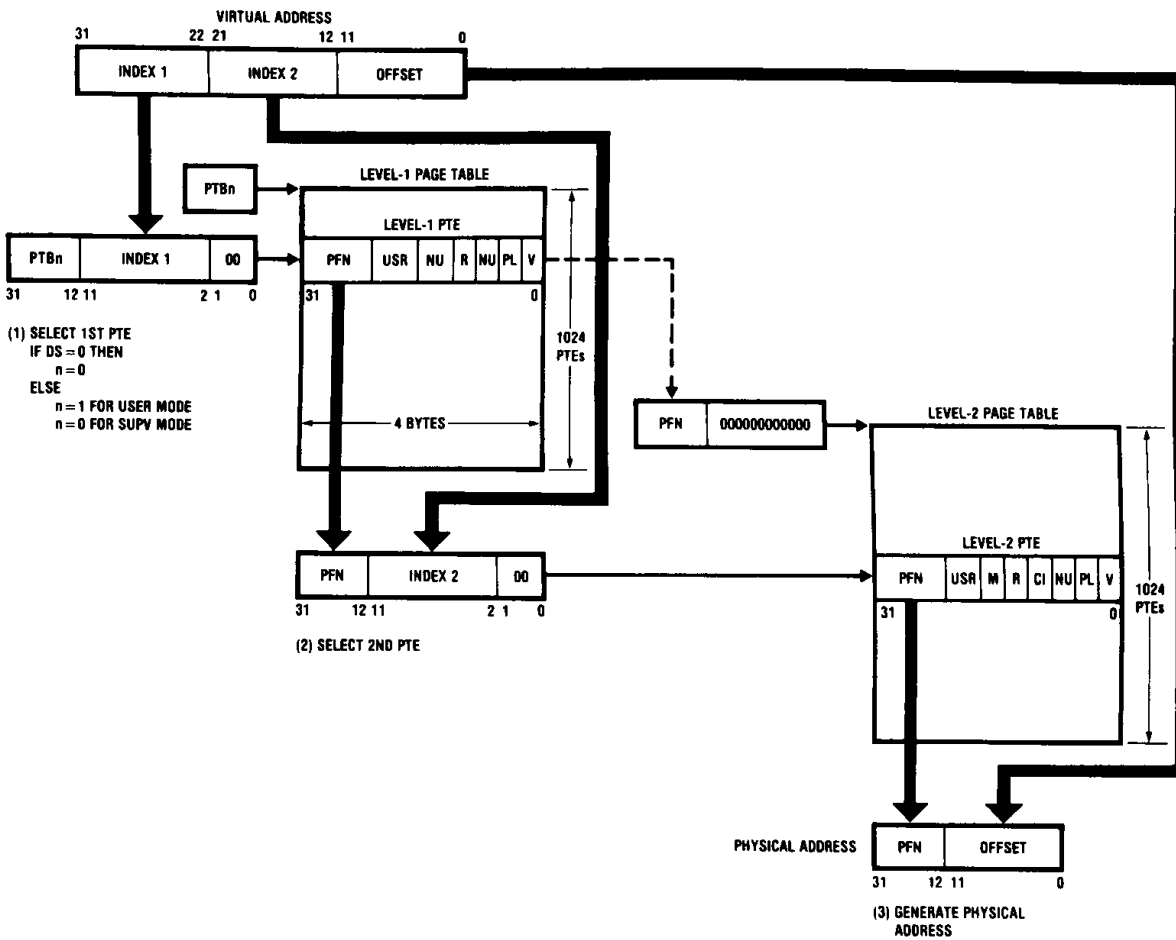 VIRTUAL ADDRESS
31 22 21 12 11 0
INDEX 1 INDEX 2 OFFSET
PTBn
LEVEL-1 PAGE TABLE
LEVEL-1 PTE
PTBn INDEX 1 00
31 12 11 2 1 0
PFN USR NU R NU PL V
31 0
(1) SELECT 1ST PTE
IF DS = 0 THEN
n = 0
ELSE
n = 1 FOR USER MODE
n = 0 FOR SUPV MODE
1024
PTEs
4 BYTES
PFN 000000000000
LEVEL-2 PAGE TABLE
LEVEL-2 PTE
PFN USR M R CI NU PL V
31 0
1024
PTEs
PFN INDEX 2 00
31 12 11 2 1 0
(2) SELECT 2ND PTE
PHYSICAL ADDRESS
PFN OFFSET
31 12 11 0
(3) GENERATE PHYSICAL
ADDRESS